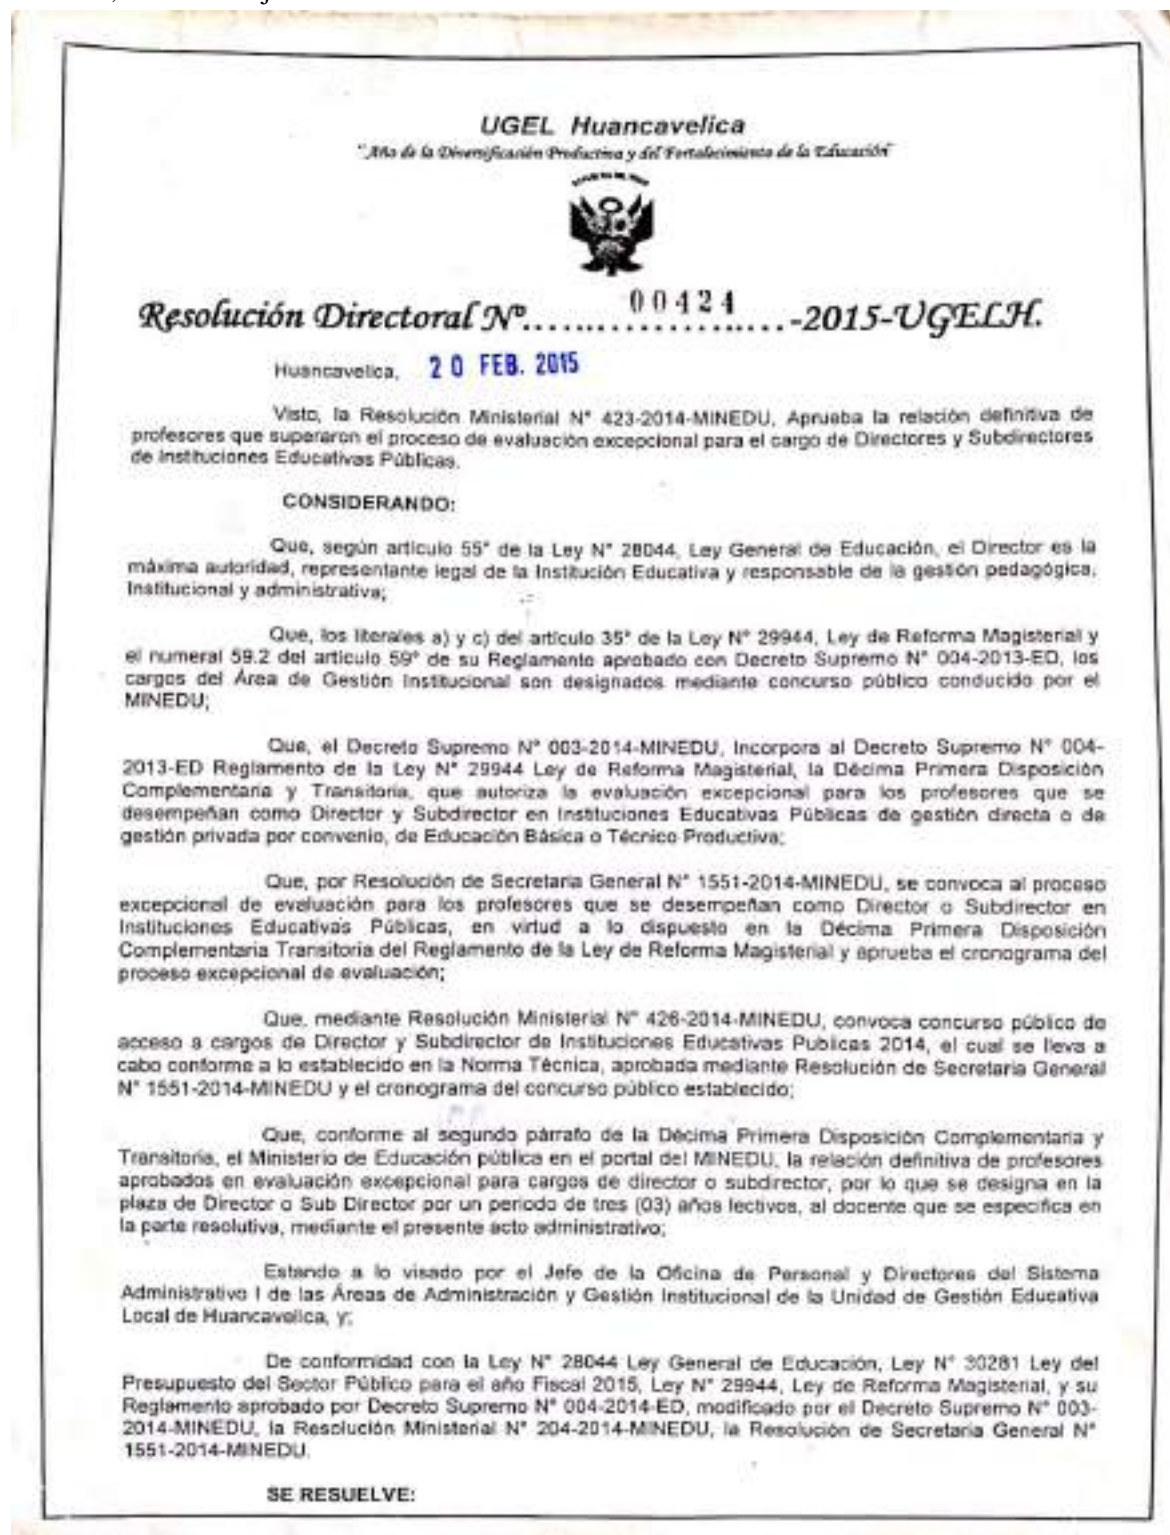 UGEL Huancavelica
"Año de la Diversificación Productiva y del Fortalecimiento de la Educación"
Resolución Directoral Nº...... 00424 ......-2015-UGELH.
Huancavelica, 20 FEB. 2015
Visto, la Resolución Ministerial N° 423-2014-MINEDU, Aprueba la relación definitiva de
profesores que superaron el proceso de evaluación excepcional para el cargo de Directores y Subdirectores
de Instituciones Educativas Públicas.
CONSIDERANDO:
Que, según artículo 55° de la Ley N° 28044, Ley General de Educación, el Director es la
máxima autoridad, representante legal de la Institución Educativa y responsable de la gestión pedagógica,
Institucional y administrativa;
Que, los literales a) y c) del artículo 35° de la Ley N° 29944, Ley de Reforma Magisterial y
el numeral 59.2 del artículo 59° de su Reglamento aprobado con Decreto Supremo N° 004-2013-ED, los
cargos del Área de Gestión Institucional son designados mediante concurso público conducido por el
MINEDU;
Que, el Decreto Supremo N° 003-2014-MINEDU, Incorpora al Decreto Supremo N° 004-
2013-ED Reglamento de la Ley N° 29944 Ley de Reforma Magisterial, la Décima Primera Disposición
Complementaria y Transitoria, que autoriza la evaluación excepcional para los profesores que se
desempeñan como Director y Subdirector en Instituciones Educativas Públicas de gestión directa o de
gestión privada por convenio, de Educación Básica o Técnico Productiva;
Que, por Resolución de Secretaria General N° 1551-2014-MINEDU, se convoca al proceso
excepcional de evaluación para los profesores que se desempeñan como Director o Subdirector en
Instituciones Educativas Públicas, en virtud a lo dispuesto en la Décima Primera Disposición
Complementaria Transitoria del Reglamento de la Ley de Reforma Magisterial y aprueba el cronograma del
proceso excepcional de evaluación;
Que, mediante Resolución Ministerial N° 426-2014-MINEDU, convoca concurso público de
acceso a cargos de Director y Subdirector de Instituciones Educativas Publicas 2014, el cual se lleva a
cabo conforme a lo establecido en la Norma Técnica, aprobada mediante Resolución de Secretaria General
N° 1551-2014-MINEDU y el cronograma del concurso público establecido;
Que, conforme al segundo párrafo de la Décima Primera Disposición Complementaria y
Transitoria, el Ministerio de Educación pública en el portal del MINEDU, la relación definitiva de profesores
aprobados en evaluación excepcional para cargos de director o subdirector, por lo que se designa en la
plaza de Director o Sub Director por un periodo de tres (03) años lectivos, al docente que se especifica en
la parte resolutiva, mediante el presente acto administrativo;
Estando a lo visado por el Jefe de la Oficina de Personal y Directores del Sistema
Administrativo I de las Áreas de Administración y Gestión Institucional de la Unidad de Gestión Educativa
Local de Huancavelica, y;
De conformidad con la Ley N° 28044 Ley General de Educación, Ley N° 30281 Ley del
Presupuesto del Sector Público para el año Fiscal 2015, Ley N° 29944, Ley de Reforma Magisterial, y su
Reglamento aprobado por Decreto Supremo N° 004-2014-ED, modificado por el Decreto Supremo N° 003-
2014-MINEDU, la Resolución Ministerial N° 204-2014-MINEDU, la Resolución de Secretaria General N°
1551-2014-MINEDU.
SE RESUELVE: